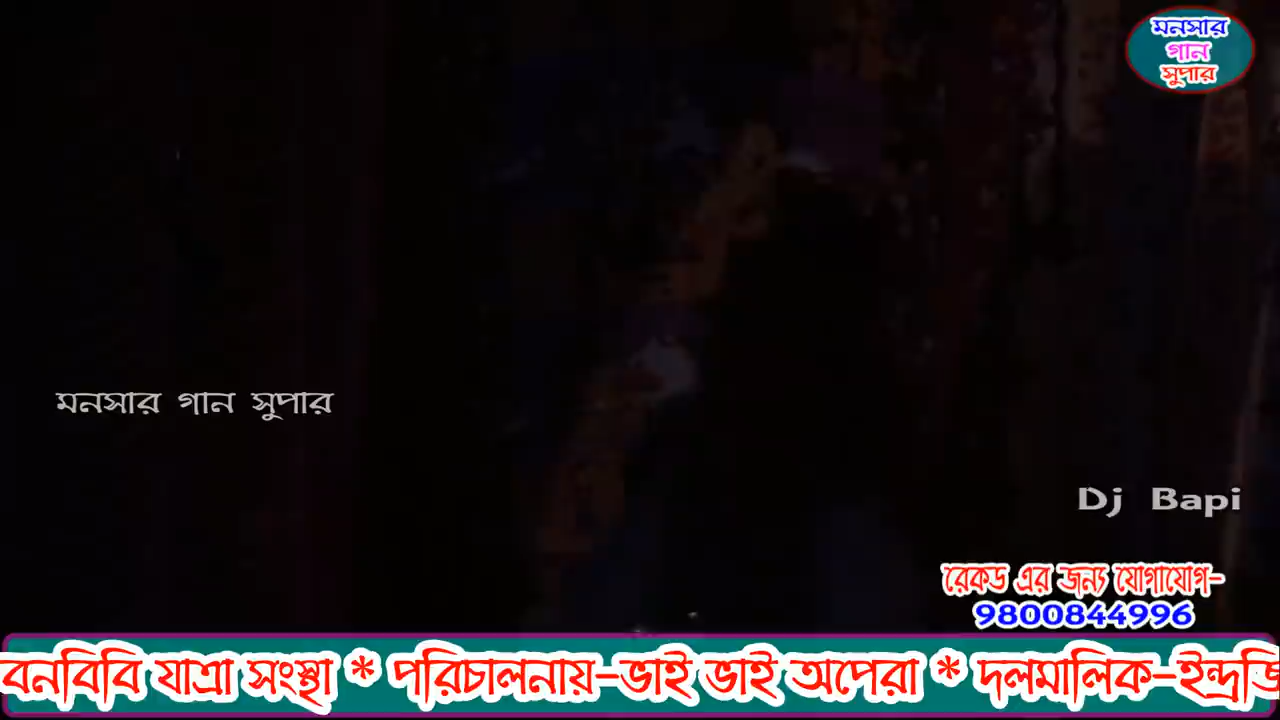 মনসার
গান
সুপার
মনসার গান সুপার
Dj Bapi
রেকড এর জন্য যোগাযোগ-
9800844996
বনবিবি যাত্রা সংস্থা * পরিচালনায়-ভাই ভাই অপেরা * দলমালিক-ইন্দ্রজি